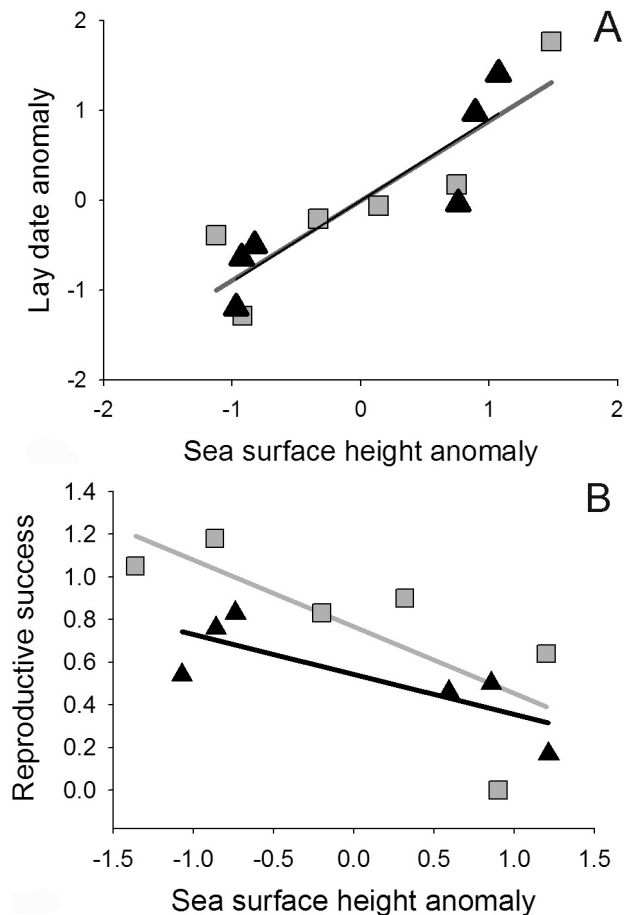 A
2
1
0
-1
-2
Lay date anomaly
-2 -1 0 1 2
Sea surface height anomaly
B
1.4
1.2
1.0
0.8
0.6
0.4
0.2
0.0
Reproductive success
-1.5 -1.0 -0.5 0.0 0.5 1.0 1.5
Sea surface height anomaly